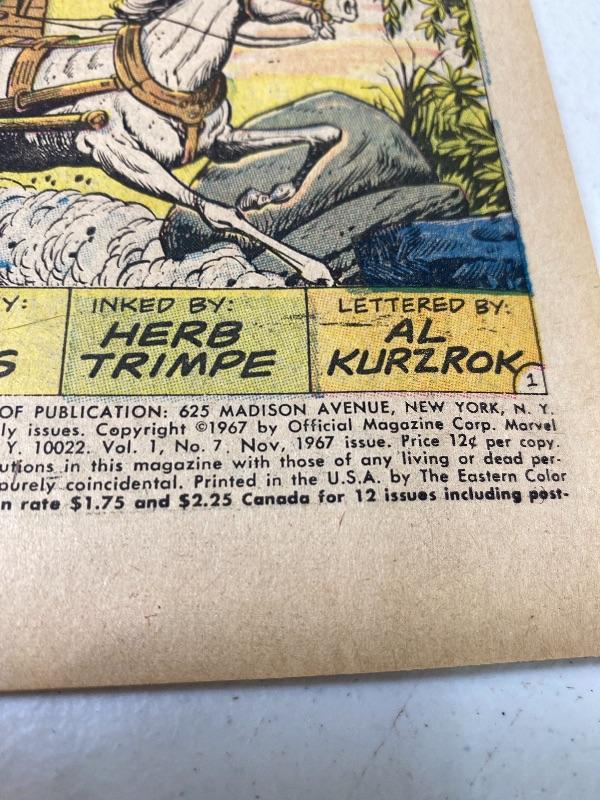 Y:
S
INKED BY:
HERB
TRIMPE
LETTERED BY:
AL
KURZROK
1
OF PUBLICATION: 625 MADISON AVENUE, NEW YORK, N. Y.
ly issues. Copyright ©1967 by Official Magazine Corp. Marvel
Y. 10022. Vol. 1, No. 7. Nov, 1967 issue. Price 12¢ per copy.
utions in this magazine with those of any living or dead per-
purely coincidental. Printed in the U.S.A. by The Eastern Color
n rate $1.75 and $2.25 Canada for 12 issues including post-